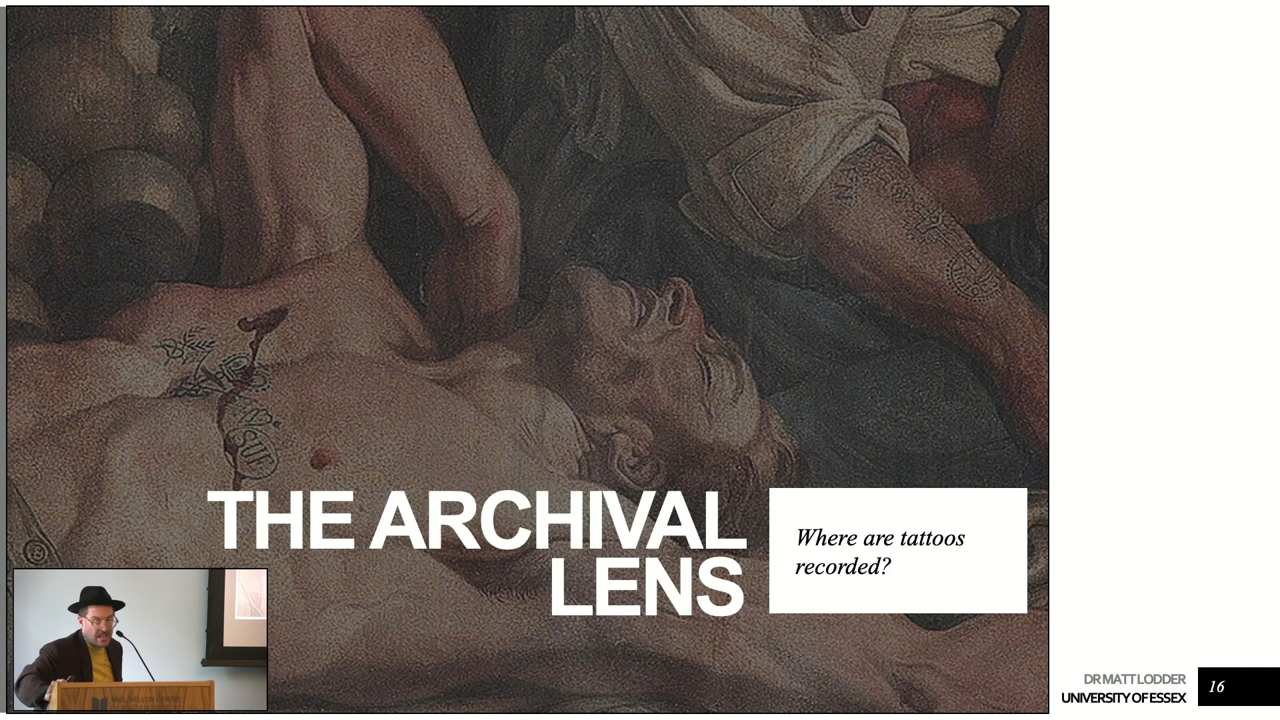 THE ARCHIVAL
LENS
Where are tattoos
recorded?
DR MATT LODDER
UNIVERSITY OF ESSEX
16